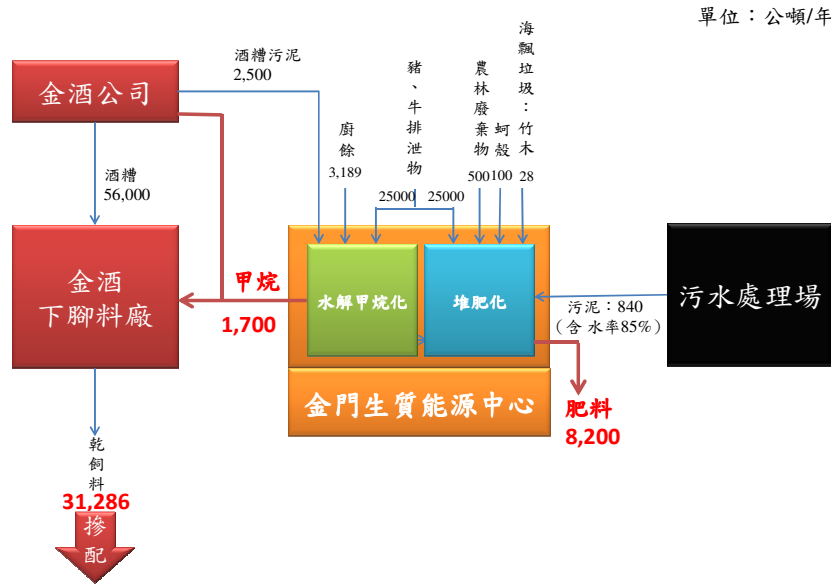 單位：公噸/年
金酒公司
酒糟污泥
2,500
廚餘
3,189
豬、牛排泄物
25000
25000
農林廢棄物
500
蚵殼
100
海飄垃圾：竹木
28
酒糟
56,000
金酒
下腳料廠
甲烷
1,700
水解甲烷化
堆肥化
污泥：840
（含水率85%）
污水處理場
金門生質能源中心
肥料
8,200
乾飼料
31,286
摻配